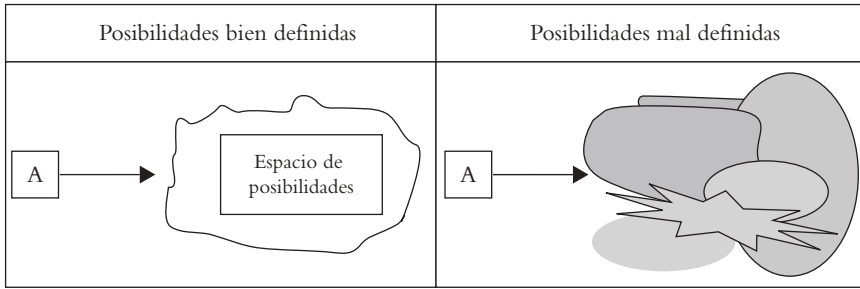 Posibilidades bien definidas
Posibilidades mal definidas
A
Espacio de
posibilidades
A